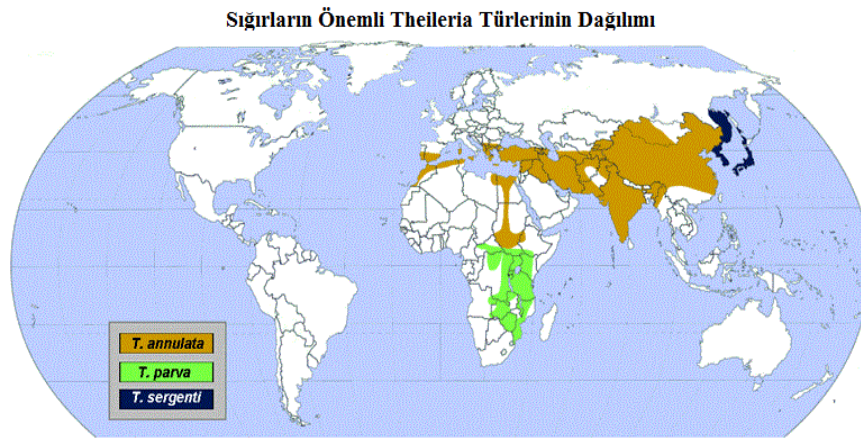 Sığırların Önemli Theileria Türlerinin Dağılımı
T. annulata
T. parva
T. sergenti